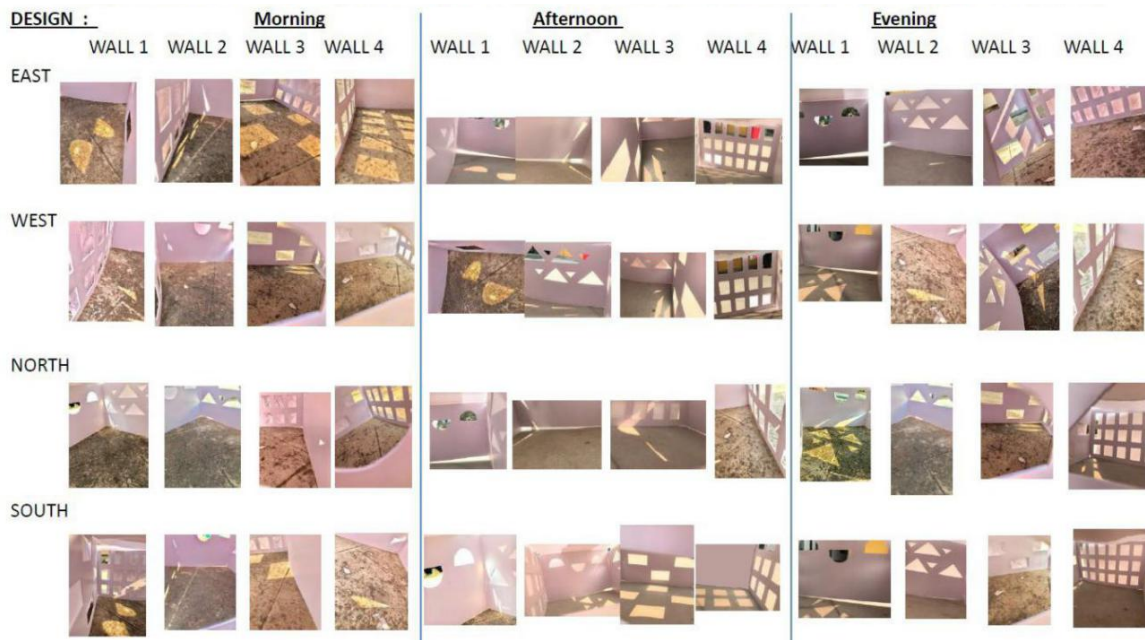 DESIGN : Morning Afternoon Evening
WALL 1 WALL 2 WALL 3 WALL 4 WALL 1 WALL 2 WALL 3 WALL 4 WALL 1 WALL 2 WALL 3 WALL 4
EAST
WEST
NORTH
SOUTH